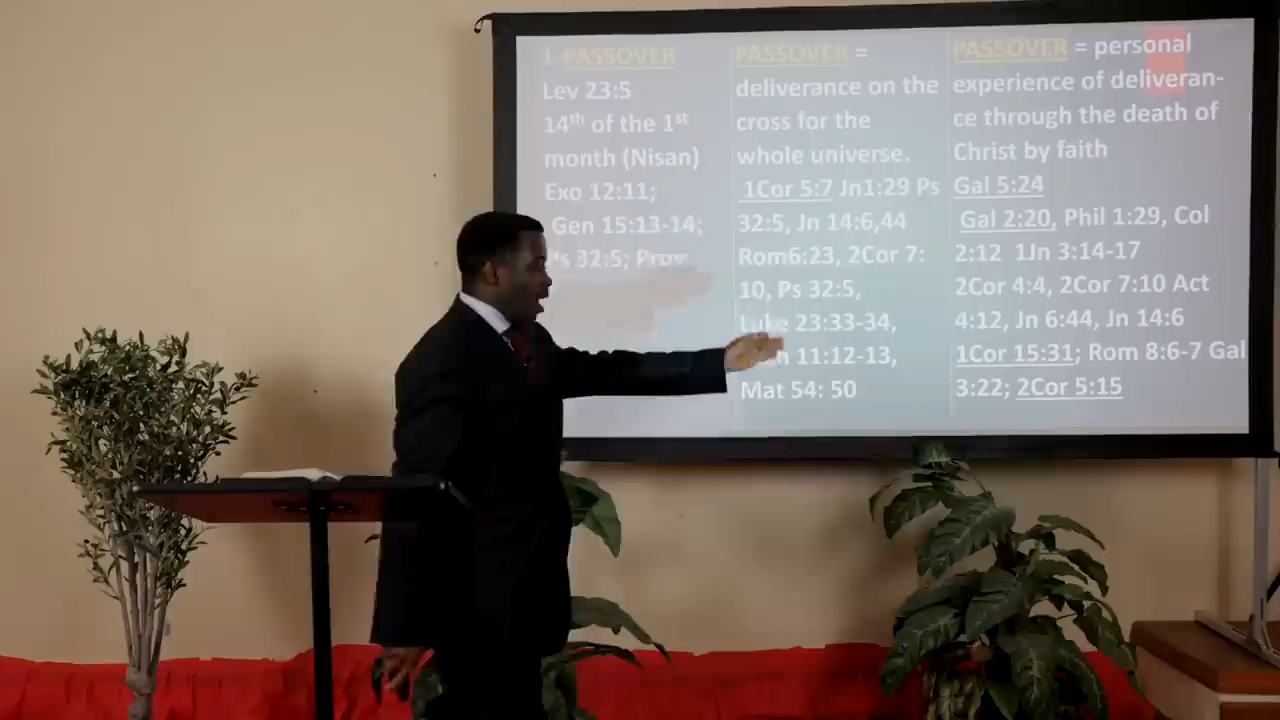 1. PASSOVER
Lev 23:5
14th of the 1st
month (Nisan)
Exo 12:11;
Gen 15:13-14;
Ps 32:5; Prov
PASSOVER =
deliverance on the
cross for the
whole universe.
1Cor 5:7 Jn1:29 Ps
32:5, Jn 14:6,44
Rom6:23, 2Cor 7:
10, Ps 32:5,
Luke 23:33-34,
11:12-13,
Mat 54: 50
PASSOVER = personal
experience of deliveran-
ce through the death of
Christ by faith
Gal 5:24
Gal 2:20, Phil 1:29, Col
2:12 1Jn 3:14-17
2Cor 4:4, 2Cor 7:10 Act
4:12, Jn 6:44, Jn 14:6
1Cor 15:31; Rom 8:6-7 Gal
3:22; 2Cor 5:15